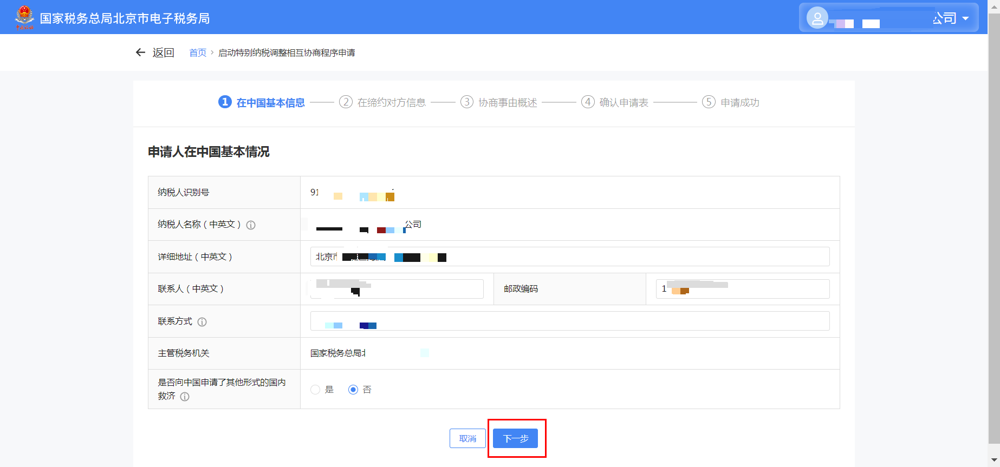 国家税务总局北京市电子税务局
公司
返回 首页 > 启动特别纳税调整相互协商程序申请
1 在中国基本信息 2 在缔约对方信息 3 协商事由概述 4 确认申请表 5 申请成功
申请人在中国基本情况
纳税人识别号 91
纳税人名称（中英文） 公司
详细地址（中英文） 北京市
联系人（中英文） 邮政编码 1
联系方式
主管税务机关 国家税务总局北
是否向中国申请了其他形式的国内
救济 是 否
取消 下一步